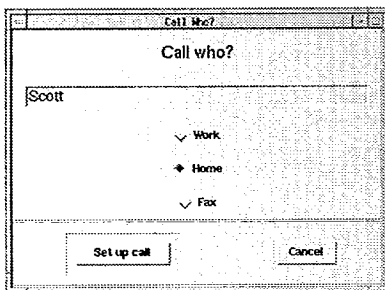 Call Who?
Call who?
Scott
Work
Home
Fax
Set up call
Cancel